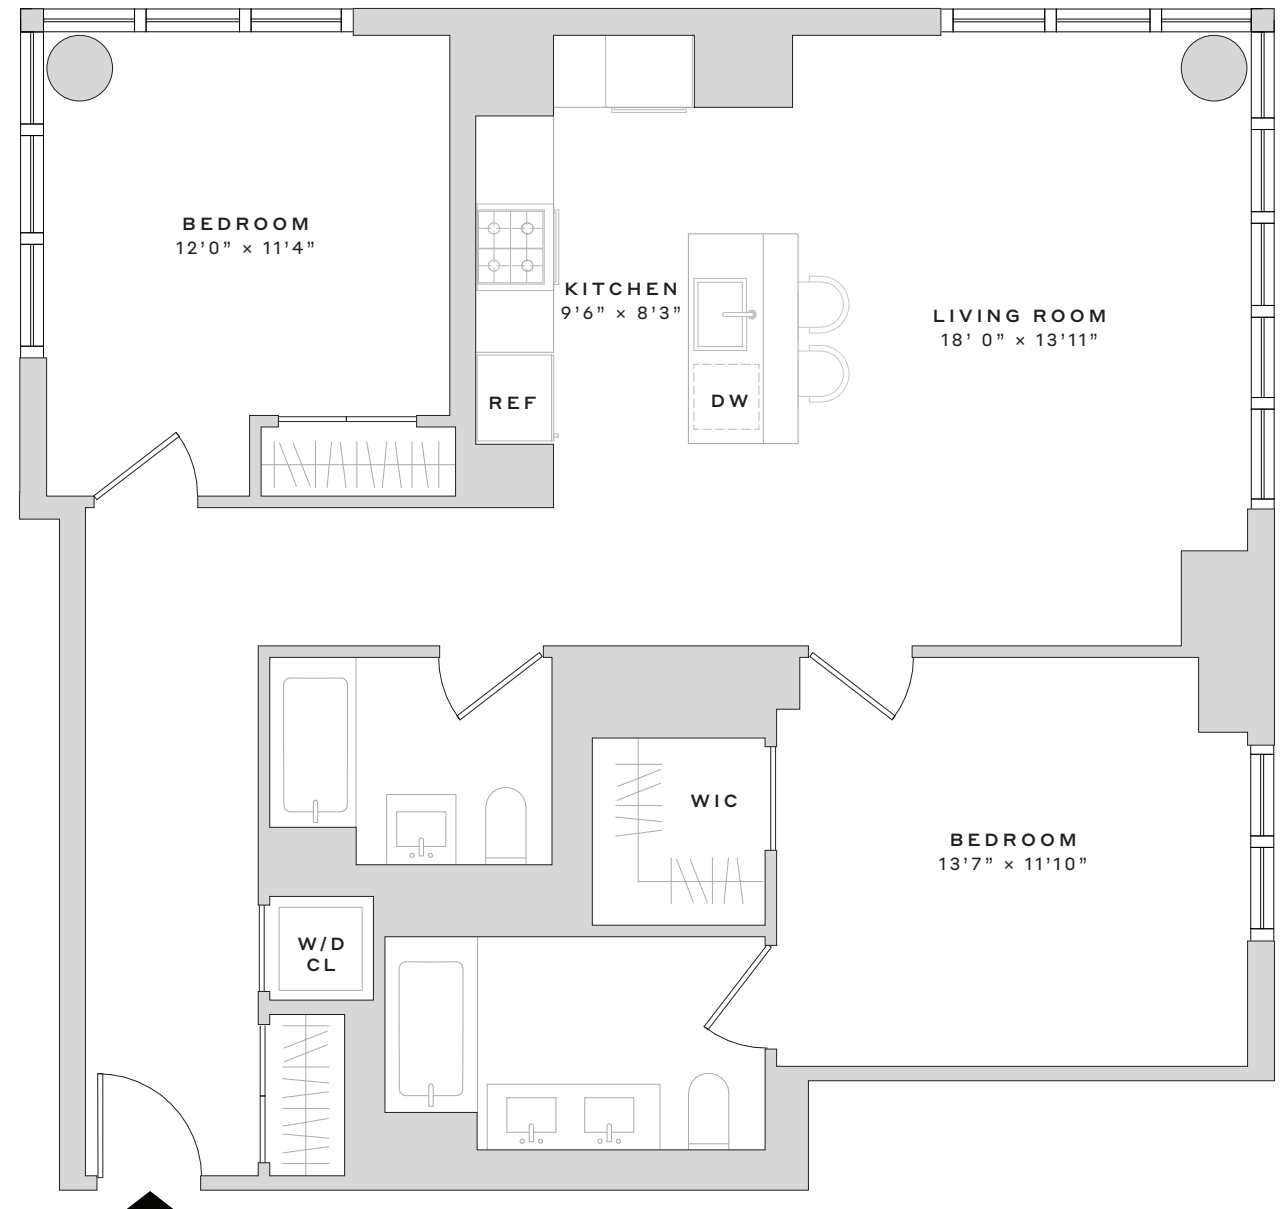 BEDROOM
12'0" × 11'4"
KITCHEN
9'6" × 8'3"
LIVING ROOM
18' 0" × 13'11"
REF
DW
WIC
BEDROOM
13'7" × 11'10"
W/D
CL